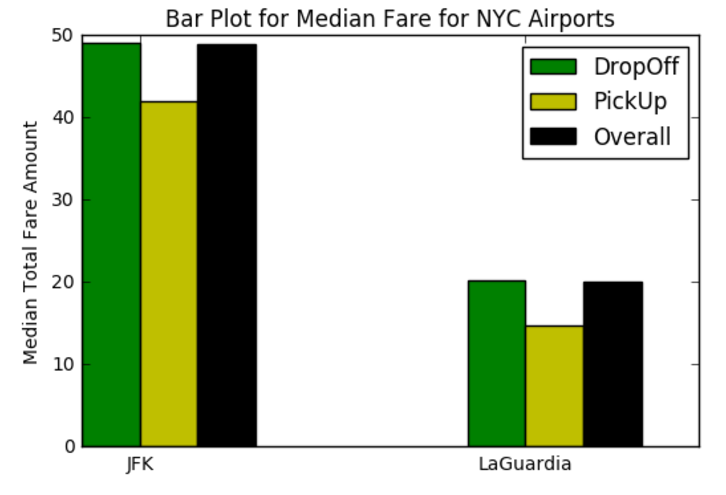 Bar Plot for Median Fare for NYC Airports
50
40
30
20
10
0
Median Total Fare Amount
DropOff
PickUp
Overall
JFK
LaGuardia